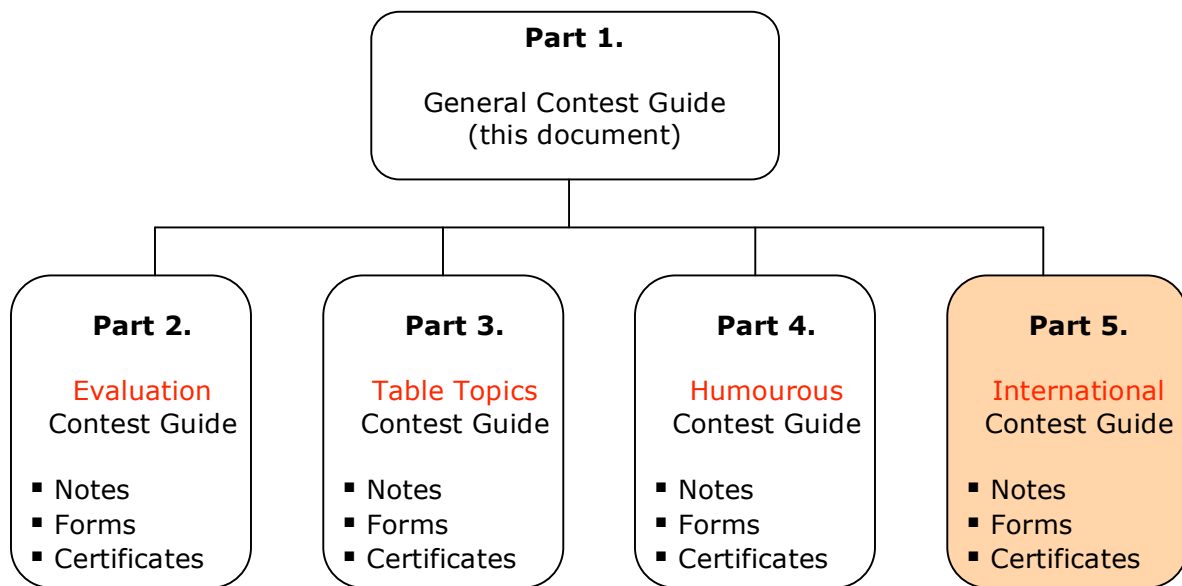 Part 1.
General Contest Guide
(this document)
Part 2.
Evaluation
Contest Guide
▪ Notes
▪ Forms
▪ Certificates
Part 3.
Table Topics
Contest Guide
▪ Notes
▪ Forms
▪ Certificates
Part 4.
Humourous
Contest Guide
▪ Notes
▪ Forms
▪ Certificates
Part 5.
International
Contest Guide
▪ Notes
▪ Forms
▪ Certificates